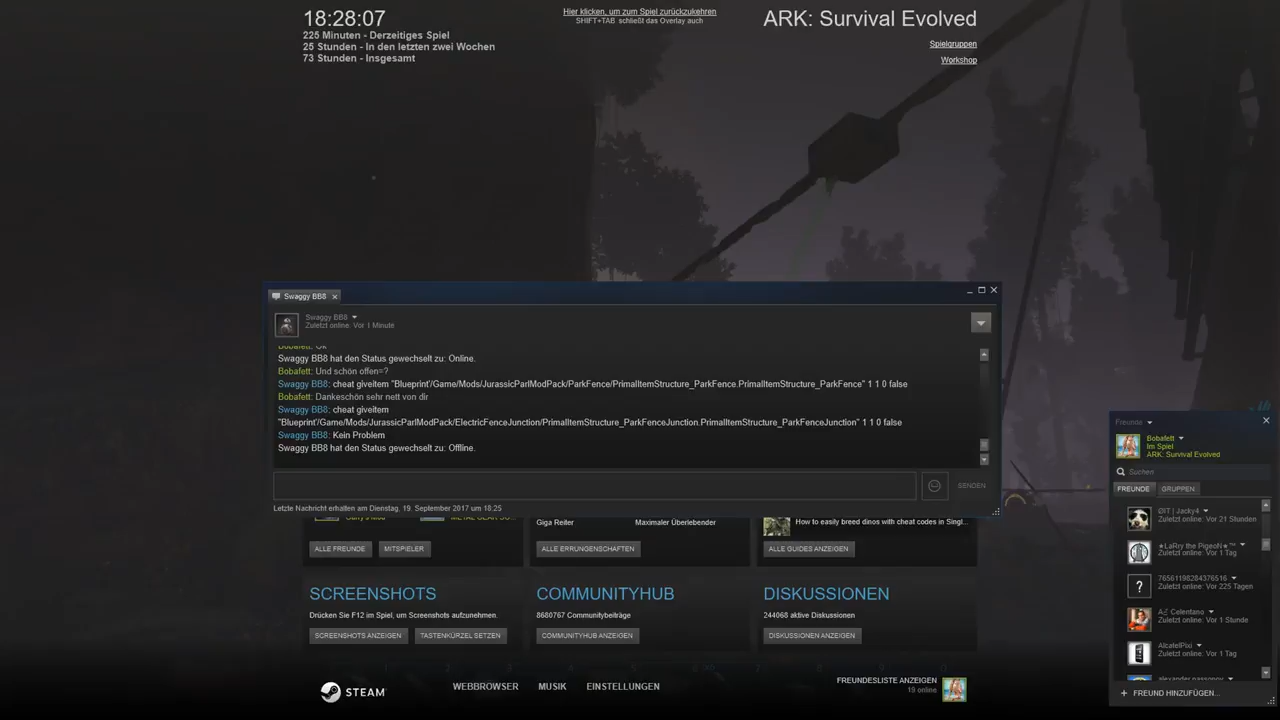 18:28:07
225 Minuten - Derzeitiges Spiel
25 Stunden - In den letzten zwei Wochen
73 Stunden - Insgesamt
Hier klicken, um zum Spiel zurückzukehren
SHIFT+TAB schließt das Overlay auch
ARK: Survival Evolved
Spielgruppen
Workshop
Swaggy BB8
Swaggy BB8
Zuletzt online: Vor 1 Minute
Bobafett: Ok
Swaggy BB8 hat den Status gewechselt zu: Online.
Bobafett: Und schön offen=?
Swaggy BB8: cheat giveitem "Blueprint'/Game/Mods/JurassicParlModPack/ParkFence/PrimalItemStructure_ParkFence.PrimalItemStructure_ParkFence" 1 1 0 false
Bobafett: Dankeschön sehr nett von dir
Swaggy BB8: cheat giveitem
"Blueprint'/Game/Mods/JurassicParlModPack/ElectricFenceJunction/PrimalItemStructure_ParkFenceJunction.PrimalItemStructure_ParkFenceJunction" 1 1 0 false
Swaggy BB8: Kein Problem
Swaggy BB8 hat den Status gewechselt zu: Offline.
SENDEN
Letzte Nachricht erhalten am Dienstag, 19. September 2017 um 18:25
Giga Reiter
Maximaler Überlebender
How to easily breed dinos with cheat codes in Singl...
ALLE FREUNDE
MITSPIELER
ALLE ERRUNGENSCHAFTEN
ALLE GUIDES ANZEIGEN
SCREENSHOTS
Drücken Sie F12 im Spiel, um Screenshots aufzunehmen.
SCREENSHOTS ANZEIGEN
TASTENKÜRZEL SETZEN
COMMUNITYHUB
8680767 Communitybeiträge
COMMUNITYHUB ANZEIGEN
DISKUSSIONEN
244068 aktive Diskussionen
DISKUSSIONEN ANZEIGEN
STEAM
WEBBROWSER
MUSIK
EINSTELLUNGEN
FREUNDESLISTE ANZEIGEN
19 online
Freunde
Bobafett
Im Spiel
ARK: Survival Evolved
Suchen
FREUNDE
GRUPPEN
ØIT | Jacky4
Zuletzt online: Vor 21 Stunden
★LaRry the PigeoN★™
Zuletzt online: Vor 1 Tag
76561198284376516
Zuletzt online: Vor 225 Tagen
Celentano
Zuletzt online: Vor 1 Stunde
AlcatelPixi
Zuletzt online: Vor 1 Tag
FREUND HINZUFÜGEN...